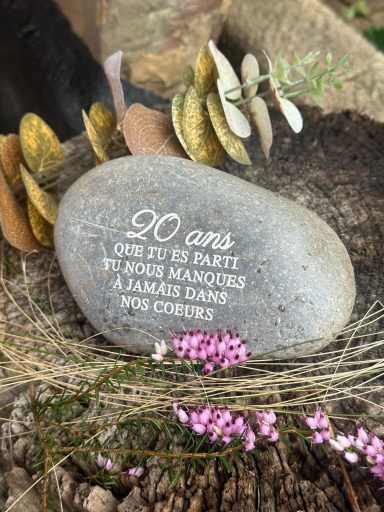 20 ans
QUE TU ES PARTI
TU NOUS MANQUES
À JAMAIS DANS
NOS COEURS